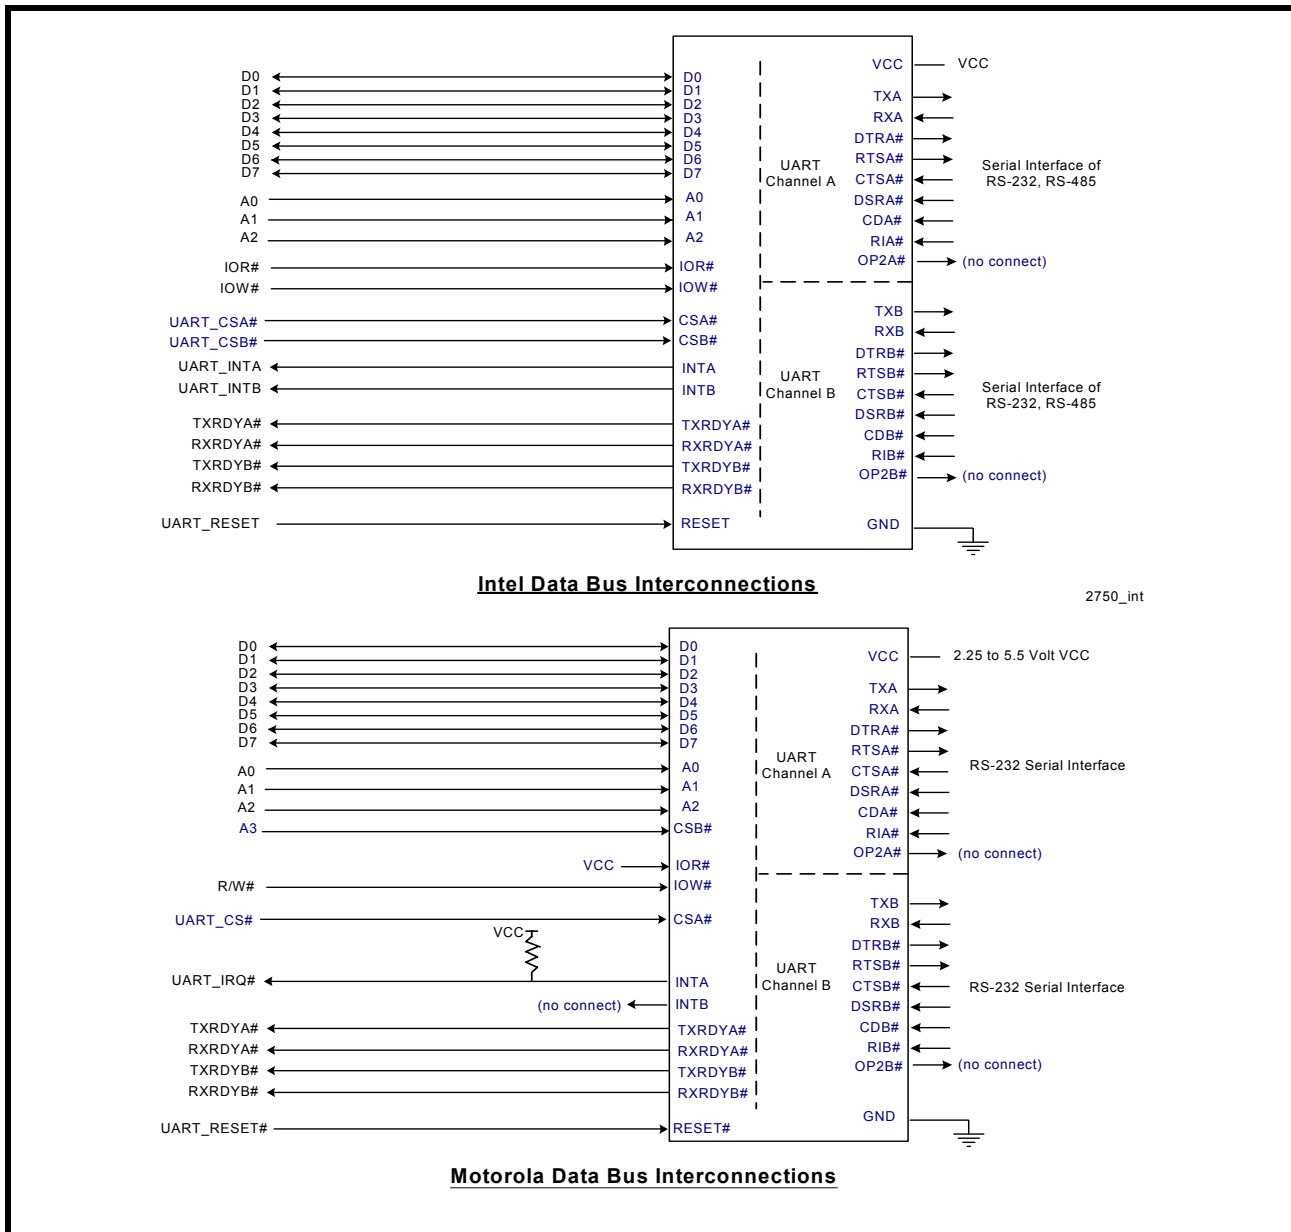 VCC VCC
D0 D0
D1 D1
D2 D2
D3 D3
D4 D4
D5 D5
D6 D6
D7 D7
A0 A0
A1 A1
A2 A2
IOR# IOR#
IOW# IOW#
UART_CSA# CSA#
UART_CSB# CSB#
UART_INTA INTA
UART_INTB INTB
TXRDYA# TXRDYA#
RXRDYA# RXRDYA#
TXRDYB# TXRDYB#
RXRDYB# RXRDYB#
UART_RESET RESET
UART
Channel A
UART
Channel B
TXA
RXA
DTRA#
RTSA#
CTSA#
DSRA#
CDA#
RIA#
OP2A# (no connect)
Serial Interface of
RS-232, RS-485
TXB
RXB
DTRB#
RTSB#
CTSB#
DSRB#
CDB#
RIB#
OP2B# (no connect)
Serial Interface of
RS-232, RS-485
GND
Intel Data Bus Interconnections
2750_int
VCC 2.25 to 5.5 Volt VCC
D0 D0
D1 D1
D2 D2
D3 D3
D4 D4
D5 D5
D6 D6
D7 D7
A0 A0
A1 A1
A2 A2
A3 CSB#
VCC IOR#
R/W# IOW#
UART_CS# CSA#
VCC
UART_IRQ# INTA
(no connect) INTB
TXRDYA# TXRDYA#
RXRDYA# RXRDYA#
TXRDYB# TXRDYB#
RXRDYB# RXRDYB#
UART_RESET# RESET#
UART
Channel A
UART
Channel B
TXA
RXA
DTRA#
RTSA#
CTSA#
DSRA#
CDA#
RIA#
OP2A# (no connect)
RS-232 Serial Interface
TXB
RXB
DTRB#
RTSB#
CTSB#
DSRB#
CDB#
RIB#
OP2B# (no connect)
RS-232 Serial Interface
GND
Motorola Data Bus Interconnections